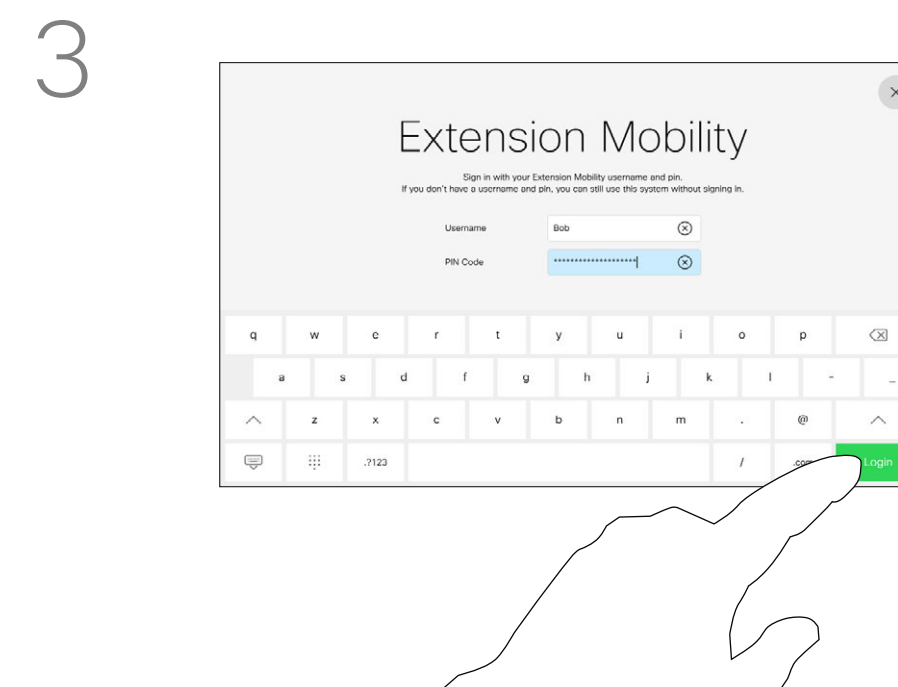 3
Extension Mobility
Sign in with your Extension Mobility username and pin.
If you don't have a username and pin, you can still use this system without signing in.
Username Bob
PIN Code ********************
q w e r t y u i o p
a s d f g h j k l - _
z x c v b n m . @
.?123 / .com Login